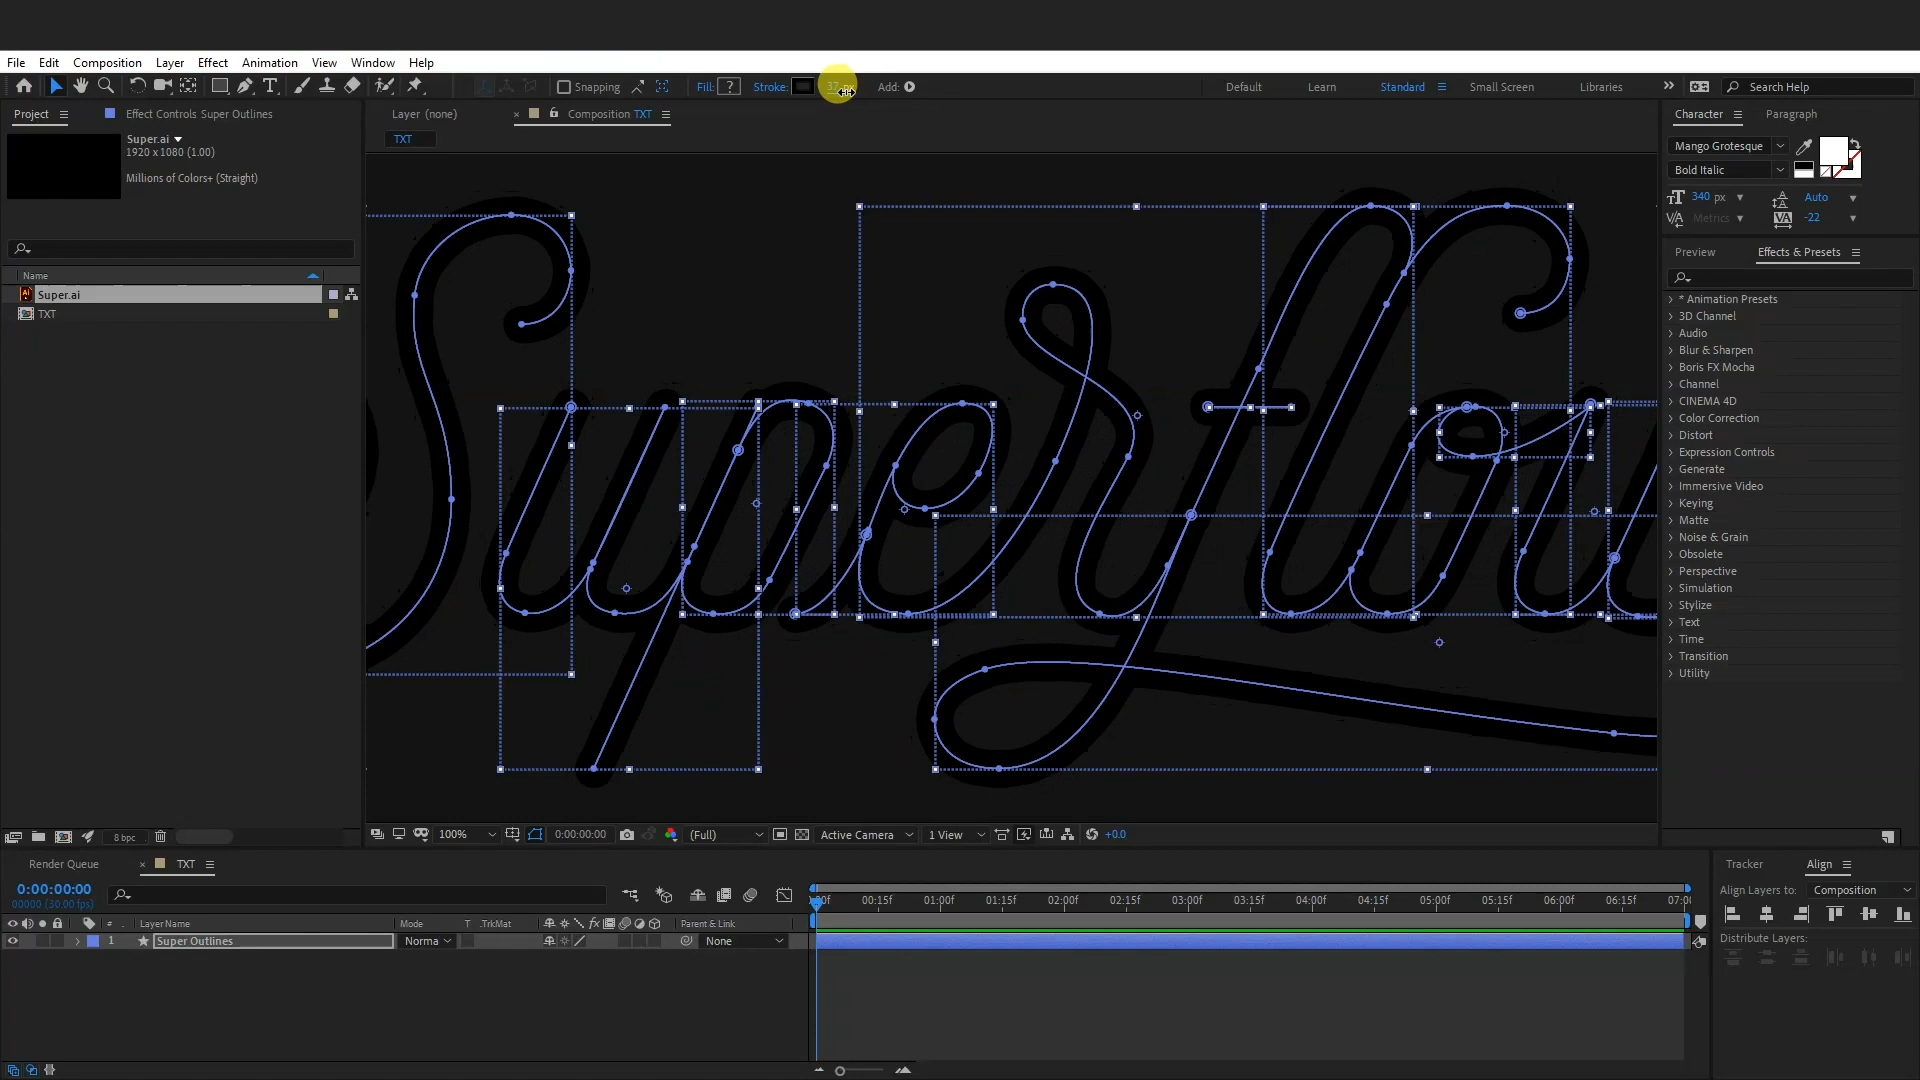 File Edit Composition Layer Effect Animation View Window Help
Snapping Fill: ? Stroke: 37 px Add: Default Learn Standard Small Screen Libraries Search Help
Project Effect Controls Super Outlines Layer (none) Composition TXT Character Paragraph
TXT
Super.ai
1920 x 1080 (1.00)
Millions of Colors+ (Straight)
Mango Grotesque
Bold Italic
340 px Auto
Metrics -22
Preview Effects & Presets
Name
Super.ai
TXT
* Animation Presets
3D Channel
Audio
Blur & Sharpen
Boris FX Mocha
Channel
CINEMA 4D
Color Correction
Distort
Expression Controls
Generate
Immersive Video
Keying
Matte
Noise & Grain
Obsolete
Perspective
Simulation
Stylize
Text
Time
Transition
Utility
8 bpc 100% 0:00:00:00 (Full) Active Camera 1 View +0.0
Render Queue TXT Tracker Align
0:00:00:00
00000 (30.00 fps)
Align Layers to: Composition
00:15f 01:00f 01:15f 02:00f 02:15f 03:00f 03:15f 04:00f 04:15f 05:00f 05:15f 06:00f 06:15f
# Layer Name Mode T .TrkMat Parent & Link
1 Super Outlines Norma None
Distribute Layers: